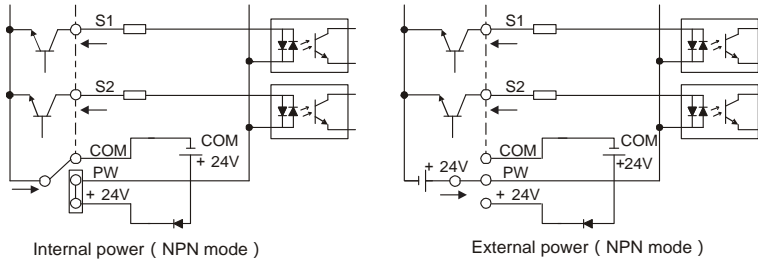 S1
S2
COM
COM
+ 24V
PW
+ 24V
Internal power ( NPN mode )
S1
S2
COM
COM
+24V
+ 24V
PW
+ 24V
External power ( NPN mode )